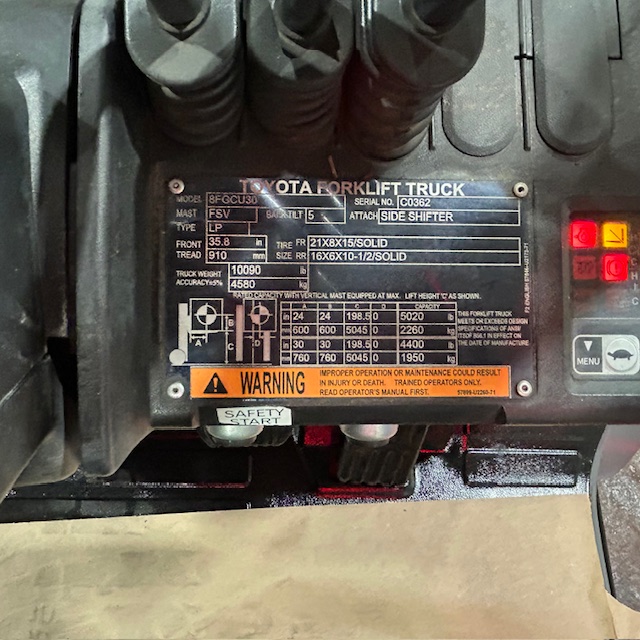 TOYOTA FORKLIFT TRUCK
MODEL 8FGCU30 SERIAL NO. C0362
MAST FSV BACK TILT 5 ATTACH SIDE SHIFTER
TYPE LP
FRONT 35.8 in TIRE FR 21X8X15/SOLID
TREAD 910 mm SIZE RR 16X6X10-1/2/SOLID
TRUCK WEIGHT 10090 lb
ACCURACY±5% 4580 kg
RATED CAPACITY WITH VERTICAL MAST EQUIPPED AT MAX. LIFT HEIGHT 'C' AS SHOWN.
A B C D
in 24 24 198.5 0 5020 lb
mm 600 600 5045 0 2260 kg
in 30 30 198.5 0 4400 lb
mm 760 760 5045 0 1950 kg
THIS FORKLIFT TRUCK
MEETS OR EXCEEDS DESIGN
SPECIFICATIONS OF ANSI
IN EFFECT ON
THE DATE OF MANUFACTURE
B
A
C
D
WARNING
IMPROPER OPERATION OR MAINTENANCE COULD RESULT
IN INJURY OR DEATH. TRAINED OPERATORS ONLY.
READ OPERATOR'S MANUAL FIRST.
SAFETY
START
MENU